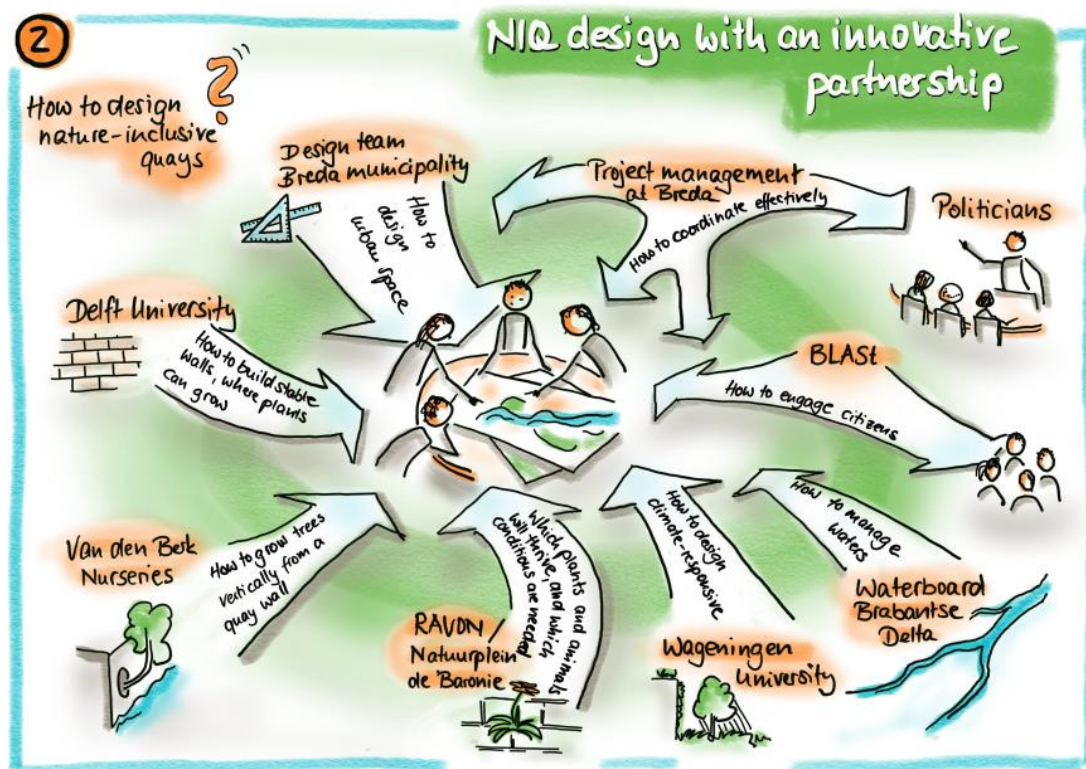 2
NIQ design with an innovative
partnership
How to design
nature-inclusive
quays
?
Design team
Breda municipality
How to
design
urban space
Project management
at Breda
How to coordinate effectively
Politicians
Delft University
How to build stable
walls, where plants
can grow
BLASt
How to engage citizens
Van den Berk
Nurseries
How to grow trees
vertically from a
quay wall
RAVON
Natuurplein
de Baronie
Which plants and animals
will thrive, and which
conditions are needed
How to design
climate-responsive
Wageningen
University
How to manage
waters
Waterboard
Brabantse
Delta